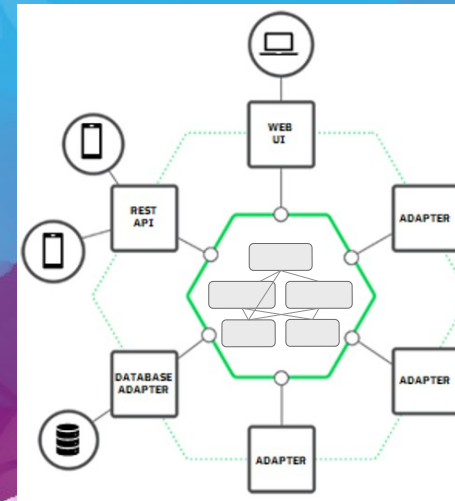 WEB
UI
REST
API
ADAPTER
DATABASE
ADAPTER
ADAPTER
ADAPTER